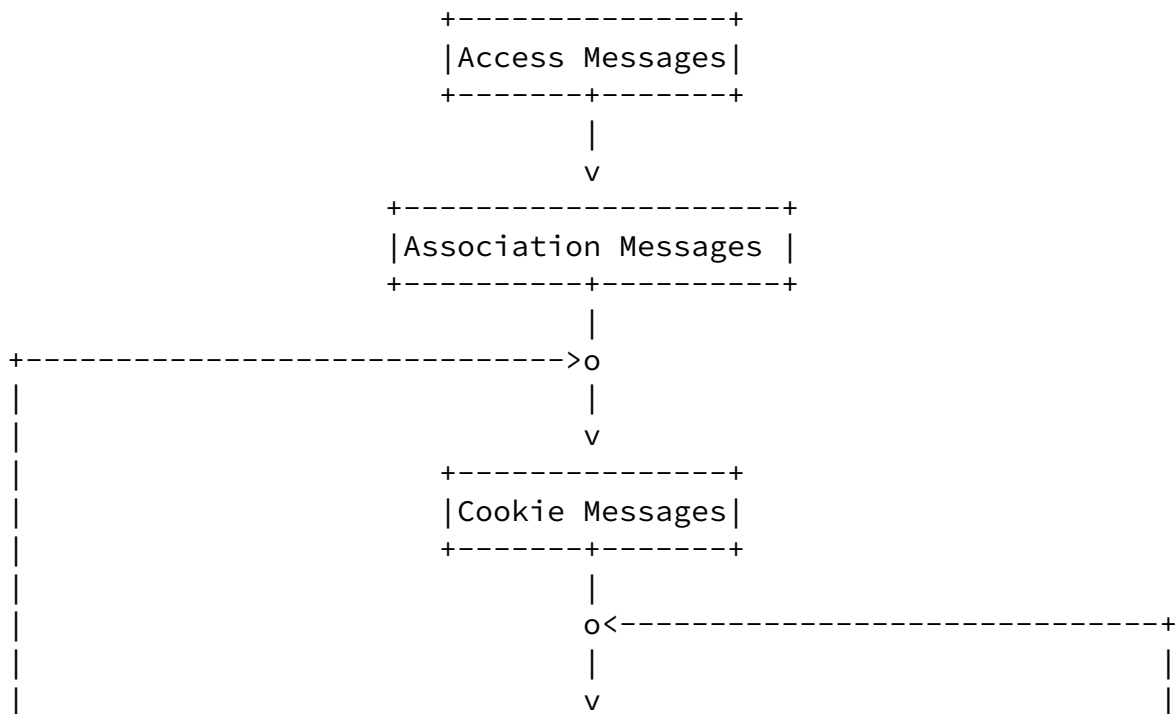 +---------------+
|Access Messages|
+-------+-------+
|
v
+---------------------+
|Association Messages |
+----------+----------+
|
+------------------------------>o
|                               |
|                               v
|                       +---------------+
|                       |Cookie Messages|
|                       +-------+-------+
|                               |
|                               o<------------------------------+
|                               |                               |
|                               v                               |